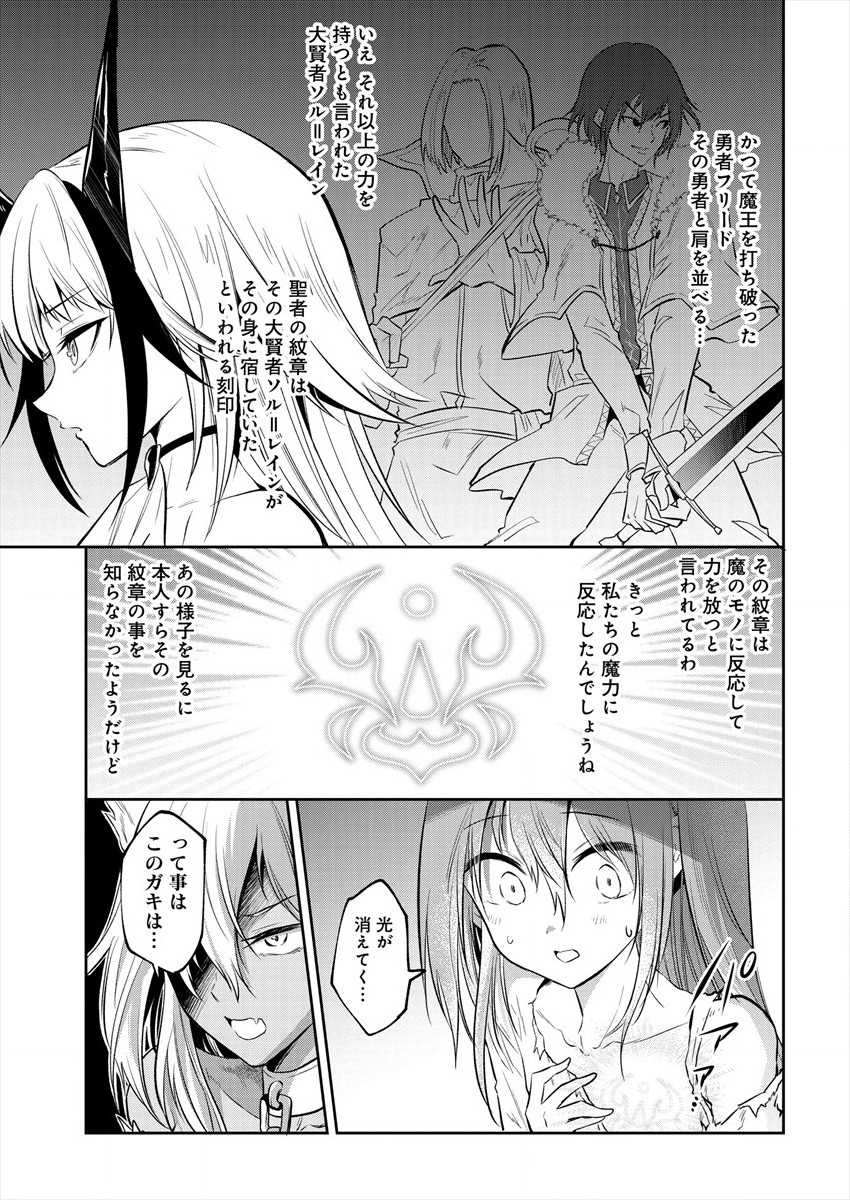 かつて魔王を打ち破った
勇者フリード
その勇者と肩を並べる…
いえ それ以上の力を
持つとも言われた
大賢者ソル＝レイン
聖者の紋章は
その大賢者ソル＝レインが
その身に宿していた
といわれる刻印
その紋章は
魔のモノに反応して
力を放つと
言われてるわ
きっと
私たちの魔力に
反応したんでしょうね
あの様子を見るに
本人すらその
紋章の事を
知らなかったようだけど
パアァ…
光が
消えてく…
って事は
このガキは…